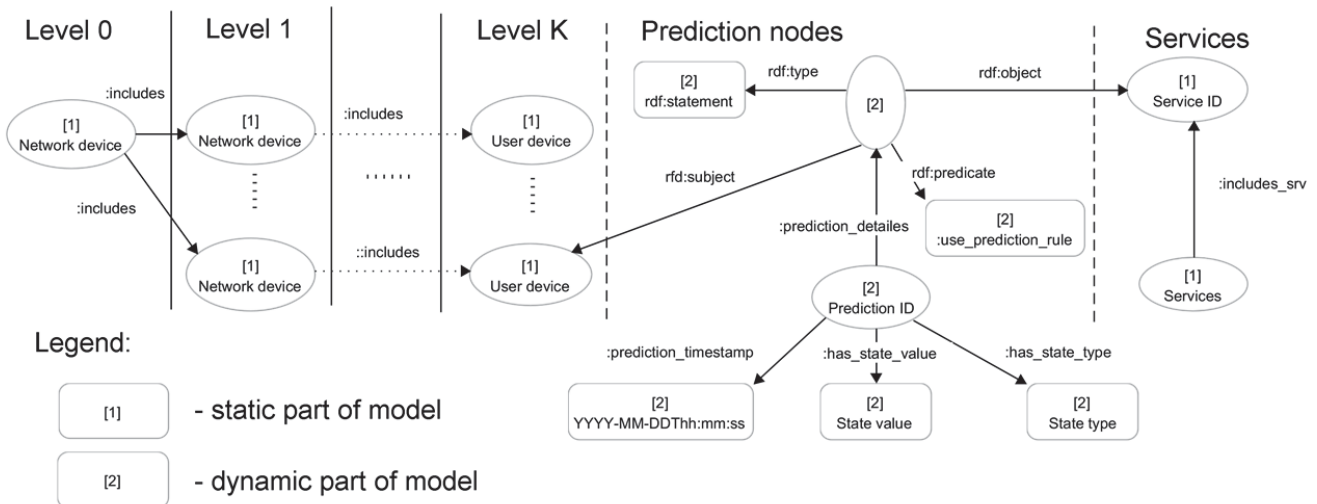 Level 0
Level 1
Level K
Prediction nodes
Services
:includes
[1]
Network device
:includes
[1]
Network device
:includes
[1]
User device
::includes
[1]
Network device
[1]
User device
[2]
rdf:statement
rdf:type
[2]
rdf:object
[1]
Service ID
rfd:subject
rdf:predicate
[2]
:use_prediction_rule
:includes_srv
:prediction_detailes
[2]
Prediction ID
[1]
Services
:prediction_timestamp
:has_state_value
:has_state_type
[2]
YYYY-MM-DDThh:mm:ss
[2]
State value
[2]
State type
Legend:
[1]
- static part of model
[2]
- dynamic part of model